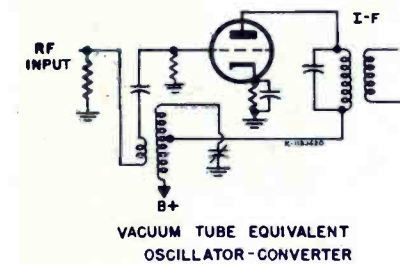 I-F
RF
INPUT
B+
VACUUM TUBE EQUIVALENT
OSCILLATOR-CONVERTER